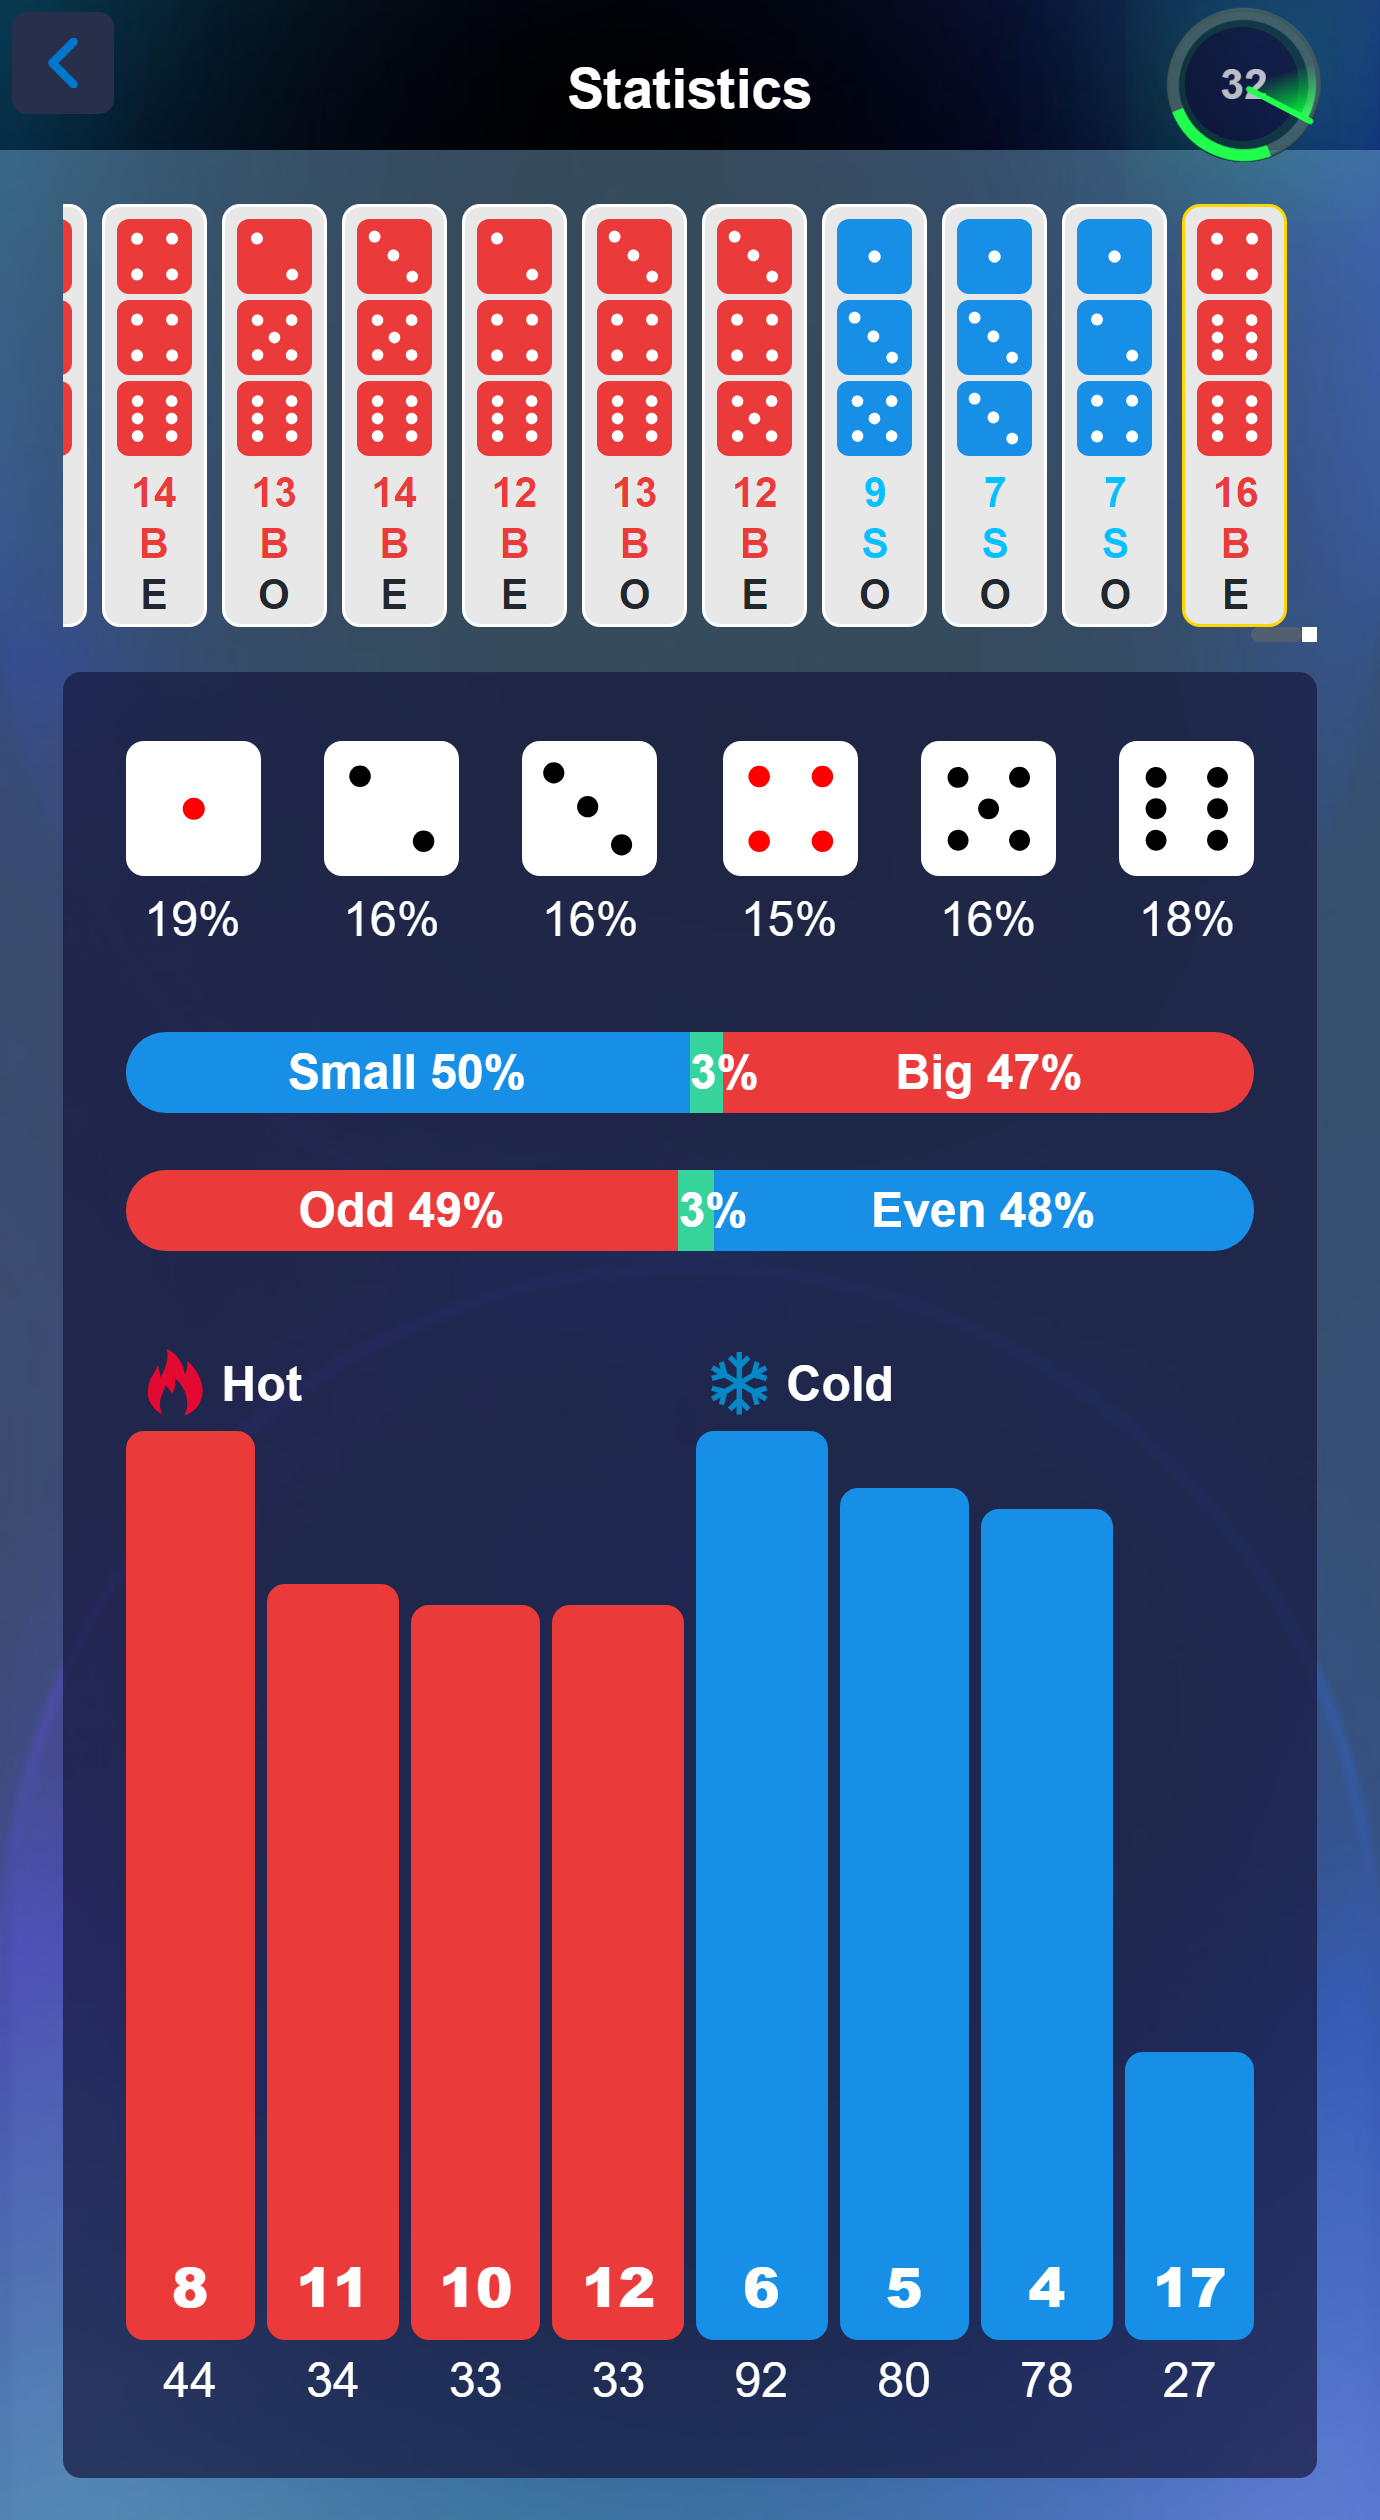 Statistics
32
14 13 14 12 13 12 9 7 7 16
B B B B B B S S S B
E O E E O E O O O E
19% 16% 16% 15% 16% 18%
Small 50% 3% Big 47%
Odd 49% 3% Even 48%
Hot Cold
8 11 10 12 6 5 4 17
44 34 33 33 92 80 78 27